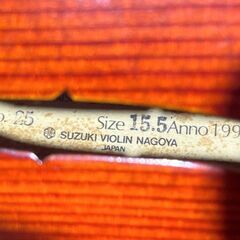 o. 25 Size 15.5 Anno 199
SUZUKI VIOLIN NAGOYA
JAPAN